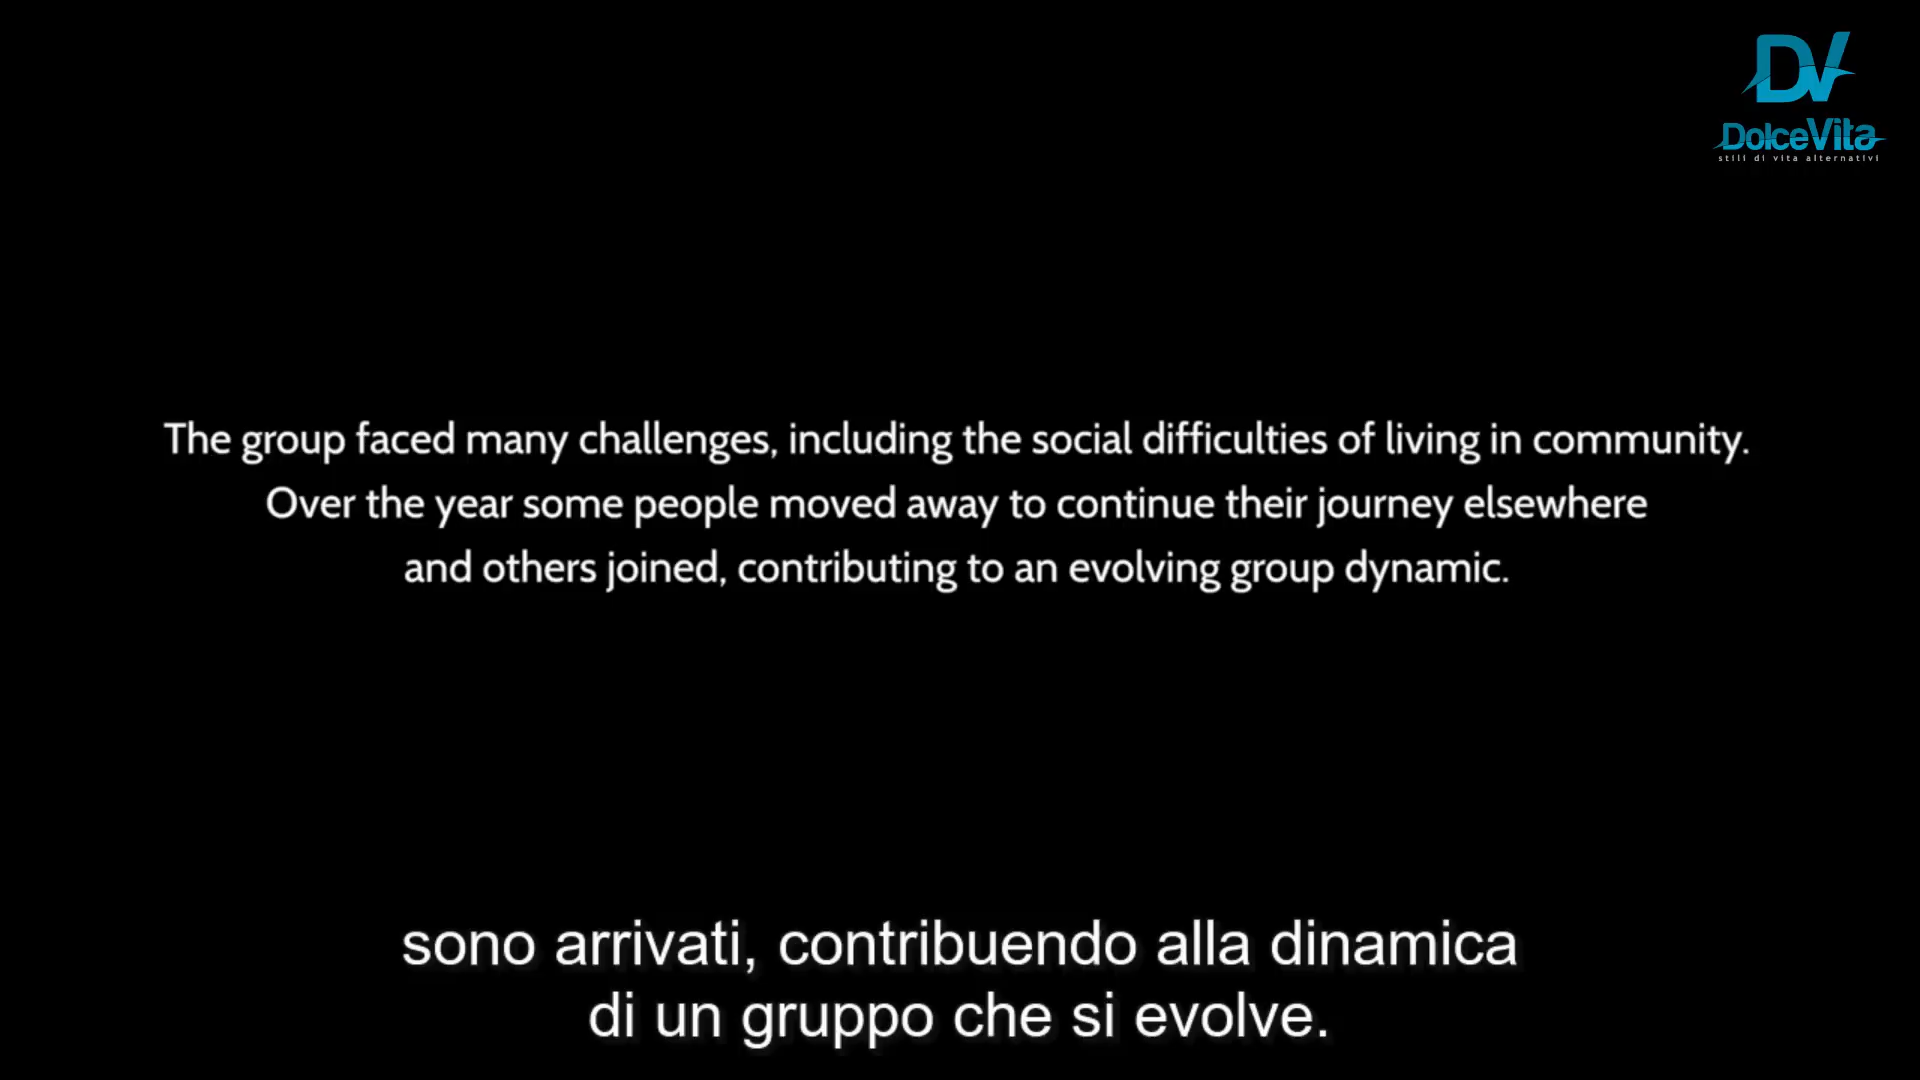 DV
DolceVita
stili di vita alternativi
The group faced many challenges, including the social difficulties of living in community.
Over the year some people moved away to continue their journey elsewhere
and others joined, contributing to an evolving group dynamic.
sono arrivati, contribuendo alla dinamica
di un gruppo che si evolve.